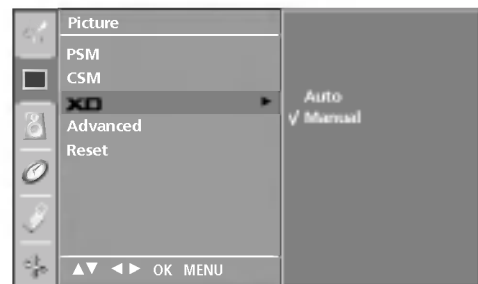 Picture
PSM
CSM
XD ►
Advanced
Reset
▲▼ ◄► OK MENU
Auto
√ Manual